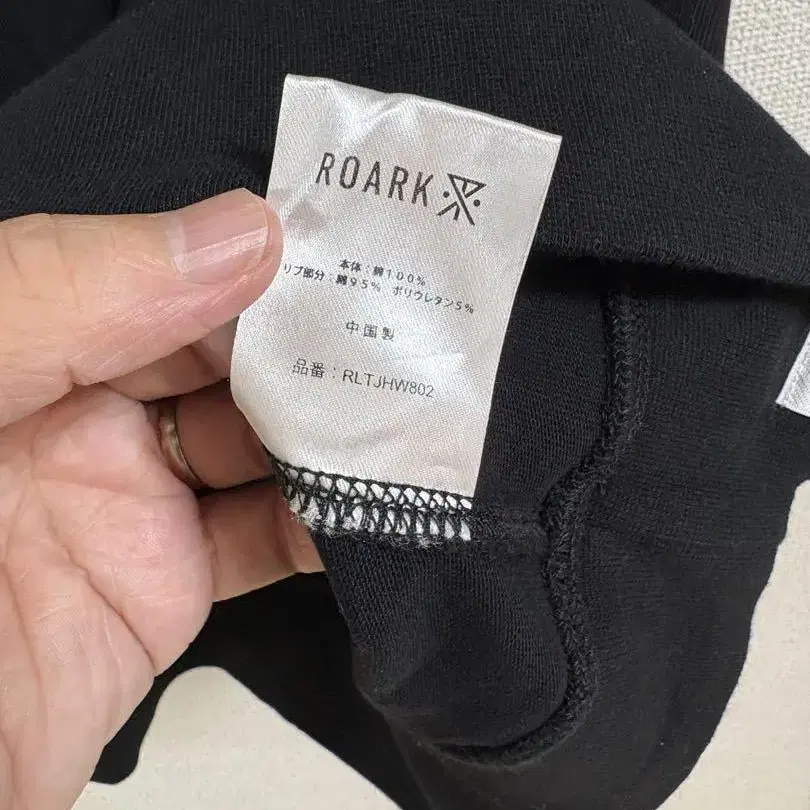 ROARK
本体：綿100%
リブ部分：綿95% ポリウレタン5%
中国製
品番：RLTJHW802